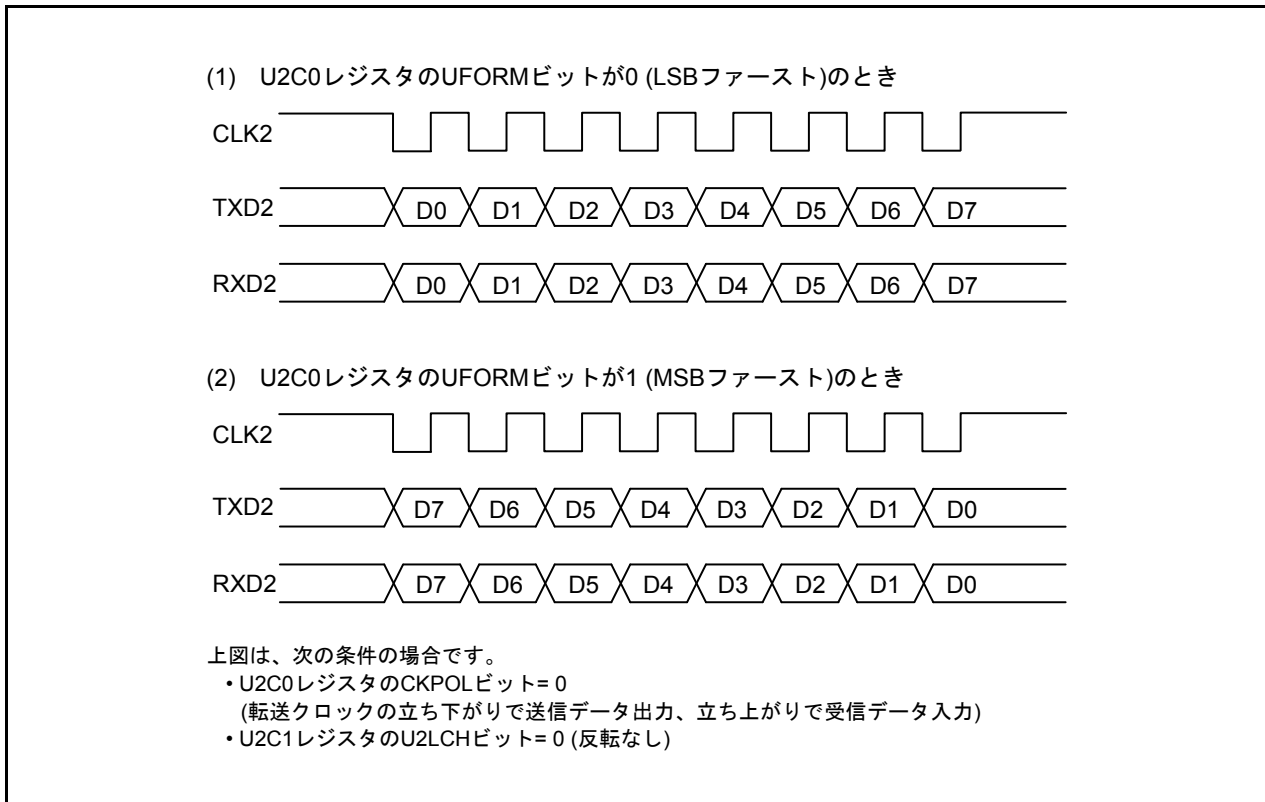 (1) U2C0レジスタのUFORMビットが0 (LSBファースト)のとき
CLK2
TXD2 D0 D1 D2 D3 D4 D5 D6 D7
RXD2 D0 D1 D2 D3 D4 D5 D6 D7
(2) U2C0レジスタのUFORMビットが1 (MSBファースト)のとき
CLK2
TXD2 D7 D6 D5 D4 D3 D2 D1 D0
RXD2 D7 D6 D5 D4 D3 D2 D1 D0
上図は、次の条件の場合です。
• U2C0レジスタのCKPOLビット= 0
(転送クロックの立ち下がりで送信データ出力、立ち上がりで受信データ入力)
• U2C1レジスタのU2LCHビット= 0 (反転なし)